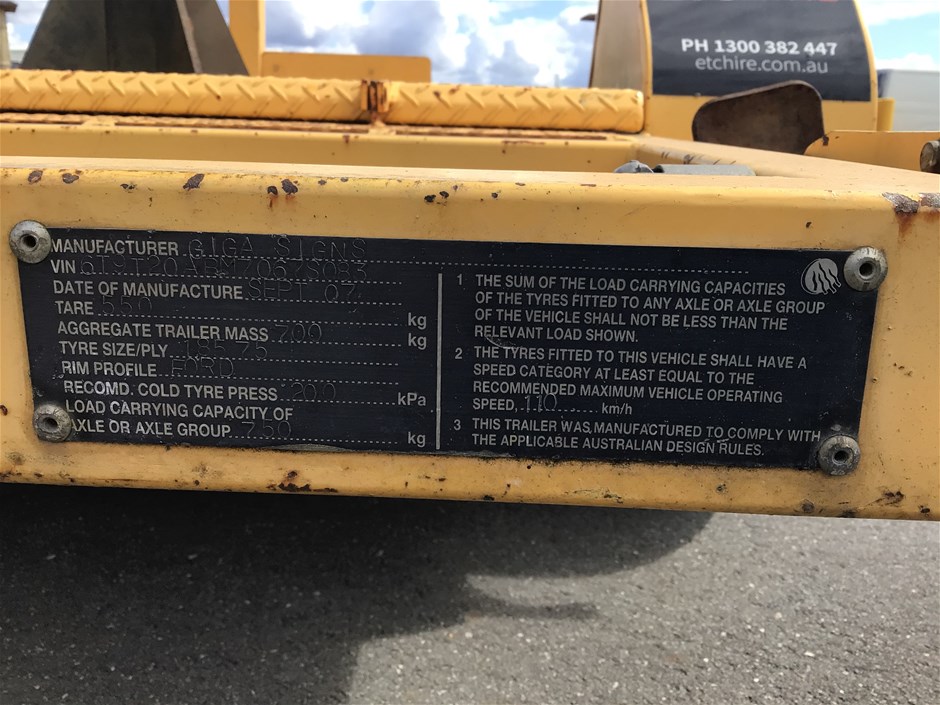 PH 1300 382 447
etchire.com.au
MANUFACTURER GIGA SIGNS
VIN 6T9T20ABM7067S083
DATE OF MANUFACTURE SEPT 07
TARE 550 kg
AGGREGATE TRAILER MASS 700 kg
TYRE SIZE/PLY 185 75
RIM PROFILE FORD
RECOMD. COLD TYRE PRESS 200 kPa
LOAD CARRYING CAPACITY OF
AXLE OR AXLE GROUP 750 kg
1 THE SUM OF THE LOAD CARRYING CAPACITIES
OF THE TYRES FITTED TO ANY AXLE OR AXLE GROUP
OF THE VEHICLE SHALL NOT BE LESS THAN THE
RELEVANT LOAD SHOWN.
2 THE TYRES FITTED TO THIS VEHICLE SHALL HAVE A
SPEED CATEGORY AT LEAST EQUAL TO THE
RECOMMENDED MAXIMUM VEHICLE OPERATING
SPEED, 110 km/h
3 THIS TRAILER WAS MANUFACTURED TO COMPLY WITH
THE APPLICABLE AUSTRALIAN DESIGN RULES.